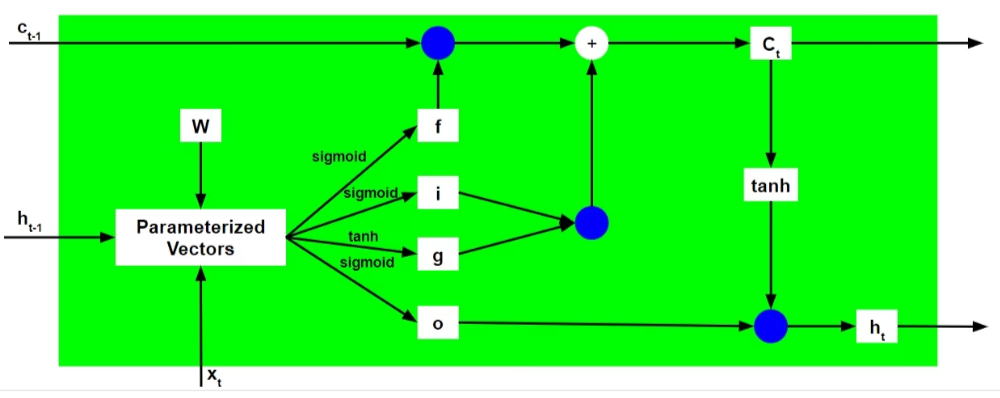 c t-1
+
C t
W
f
sigmoid
sigmoid
i
h t-1
Parameterized
Vectors
tanh
g
sigmoid
tanh
o
h t
x t